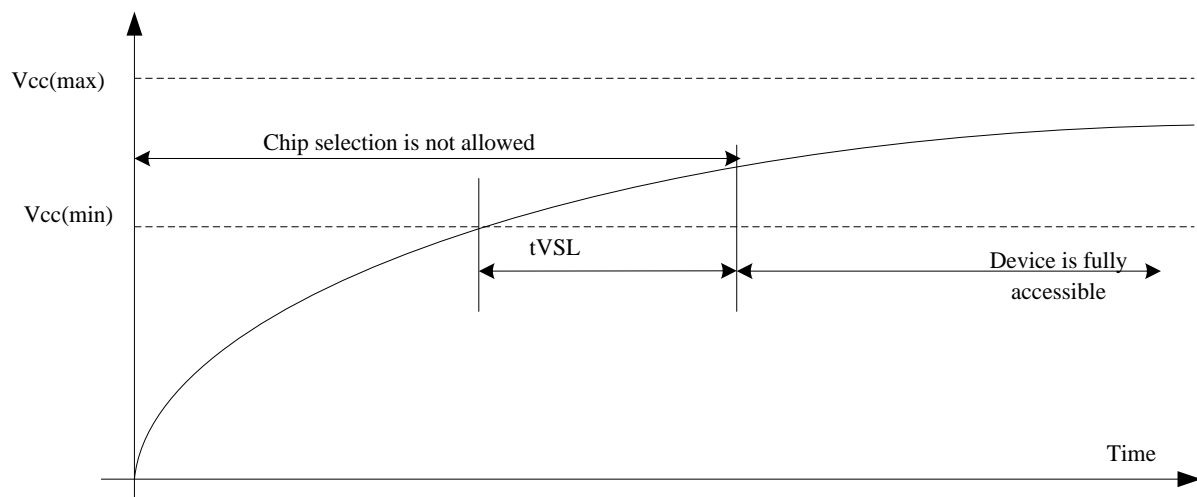 Vcc(max)
Chip selection is not allowed
Vcc(min)
tVSL
Device is fully
accessible
Time